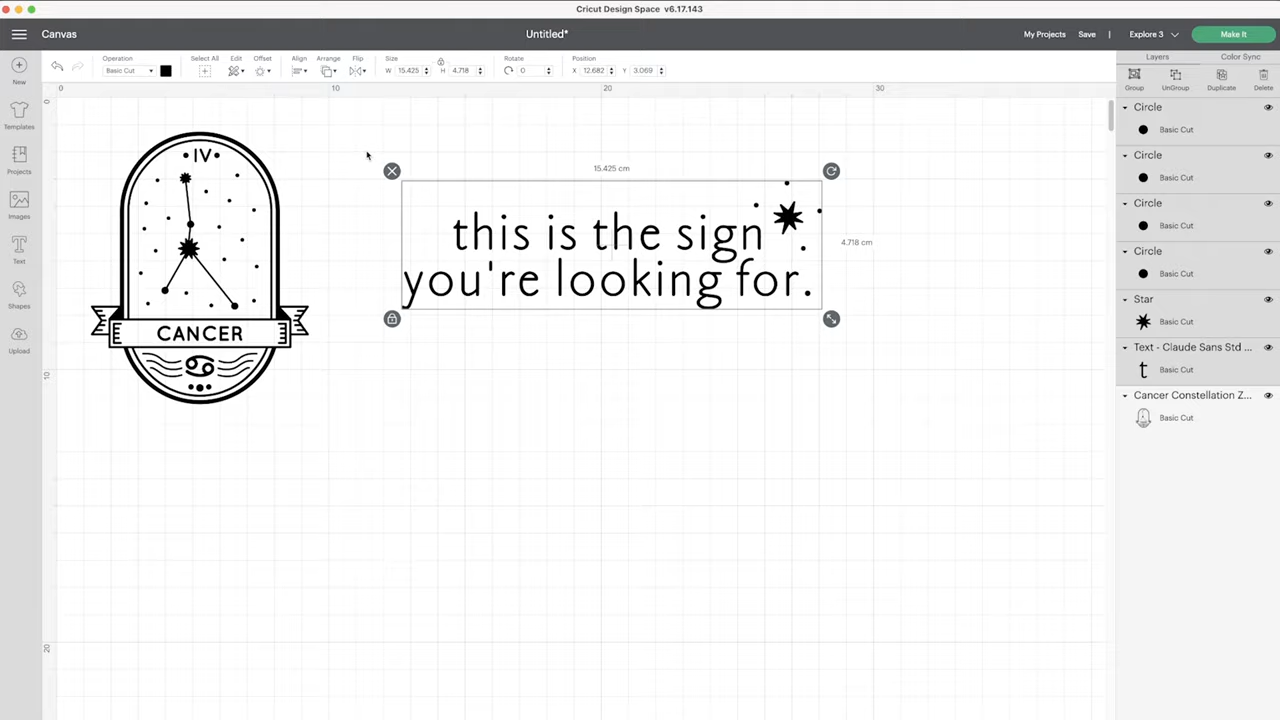 Cricut Design Space v6.17.143
Canvas
Untitled*
My Projects
Save
|
Explore 3
Make It
New
Templates
Projects
Images
Text
Shapes
Upload
Operation
Basic Cut
Select All
Edit
Offset
Align
Arrange
Flip
Size
W 15.425
H 4.718
Rotate
0
Position
X 12.682
Y 3.069
0
10
20
30
0
10
20
IV
CANCER
15.425 cm
4.718 cm
this is the sign
you're looking for.
Layers
Color Sync
Group
UnGroup
Duplicate
Delete
Circle
Basic Cut
Circle
Basic Cut
Circle
Basic Cut
Circle
Basic Cut
Star
Basic Cut
Text - Claude Sans Std ...
t
Basic Cut
Cancer Constellation Z...
Basic Cut